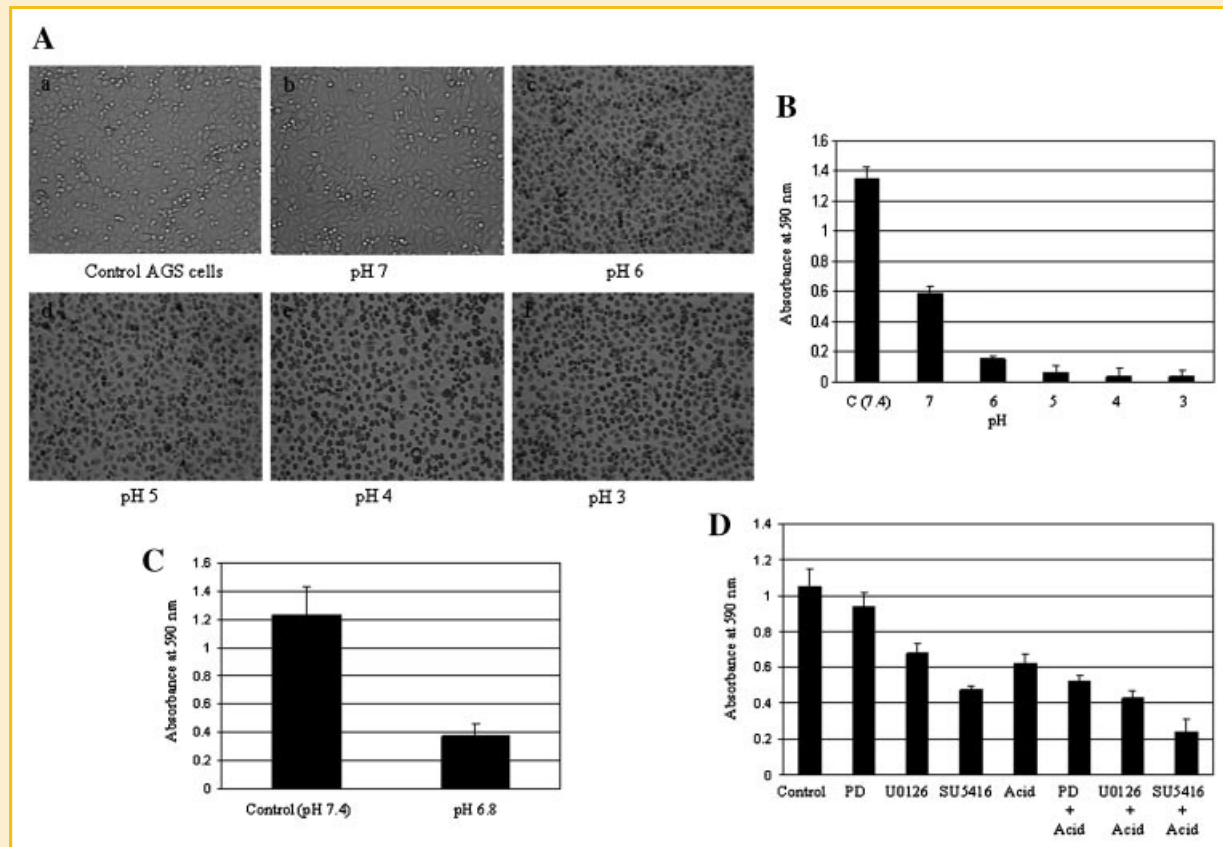 A
a
b
c
Control AGS cells
pH 7
pH 6
d
e
f
pH 5
pH 4
pH 3
B
Absorbance at 590 nm
1.6
1.4
1.2
1
0.8
0.6
0.4
0.2
0
C (7.4) 7 6 5 4 3
pH
C
Absorbance at 590 nm
1.6
1.4
1.2
1
0.8
0.6
0.4
0.2
0
Control (pH 7.4) pH 6.8
D
Absorbance at 590 nm
1.4
1.2
1
0.8
0.6
0.4
0.2
0
Control PD U0126 SU5416 Acid PD U0126 SU5416
+ + +
Acid Acid Acid